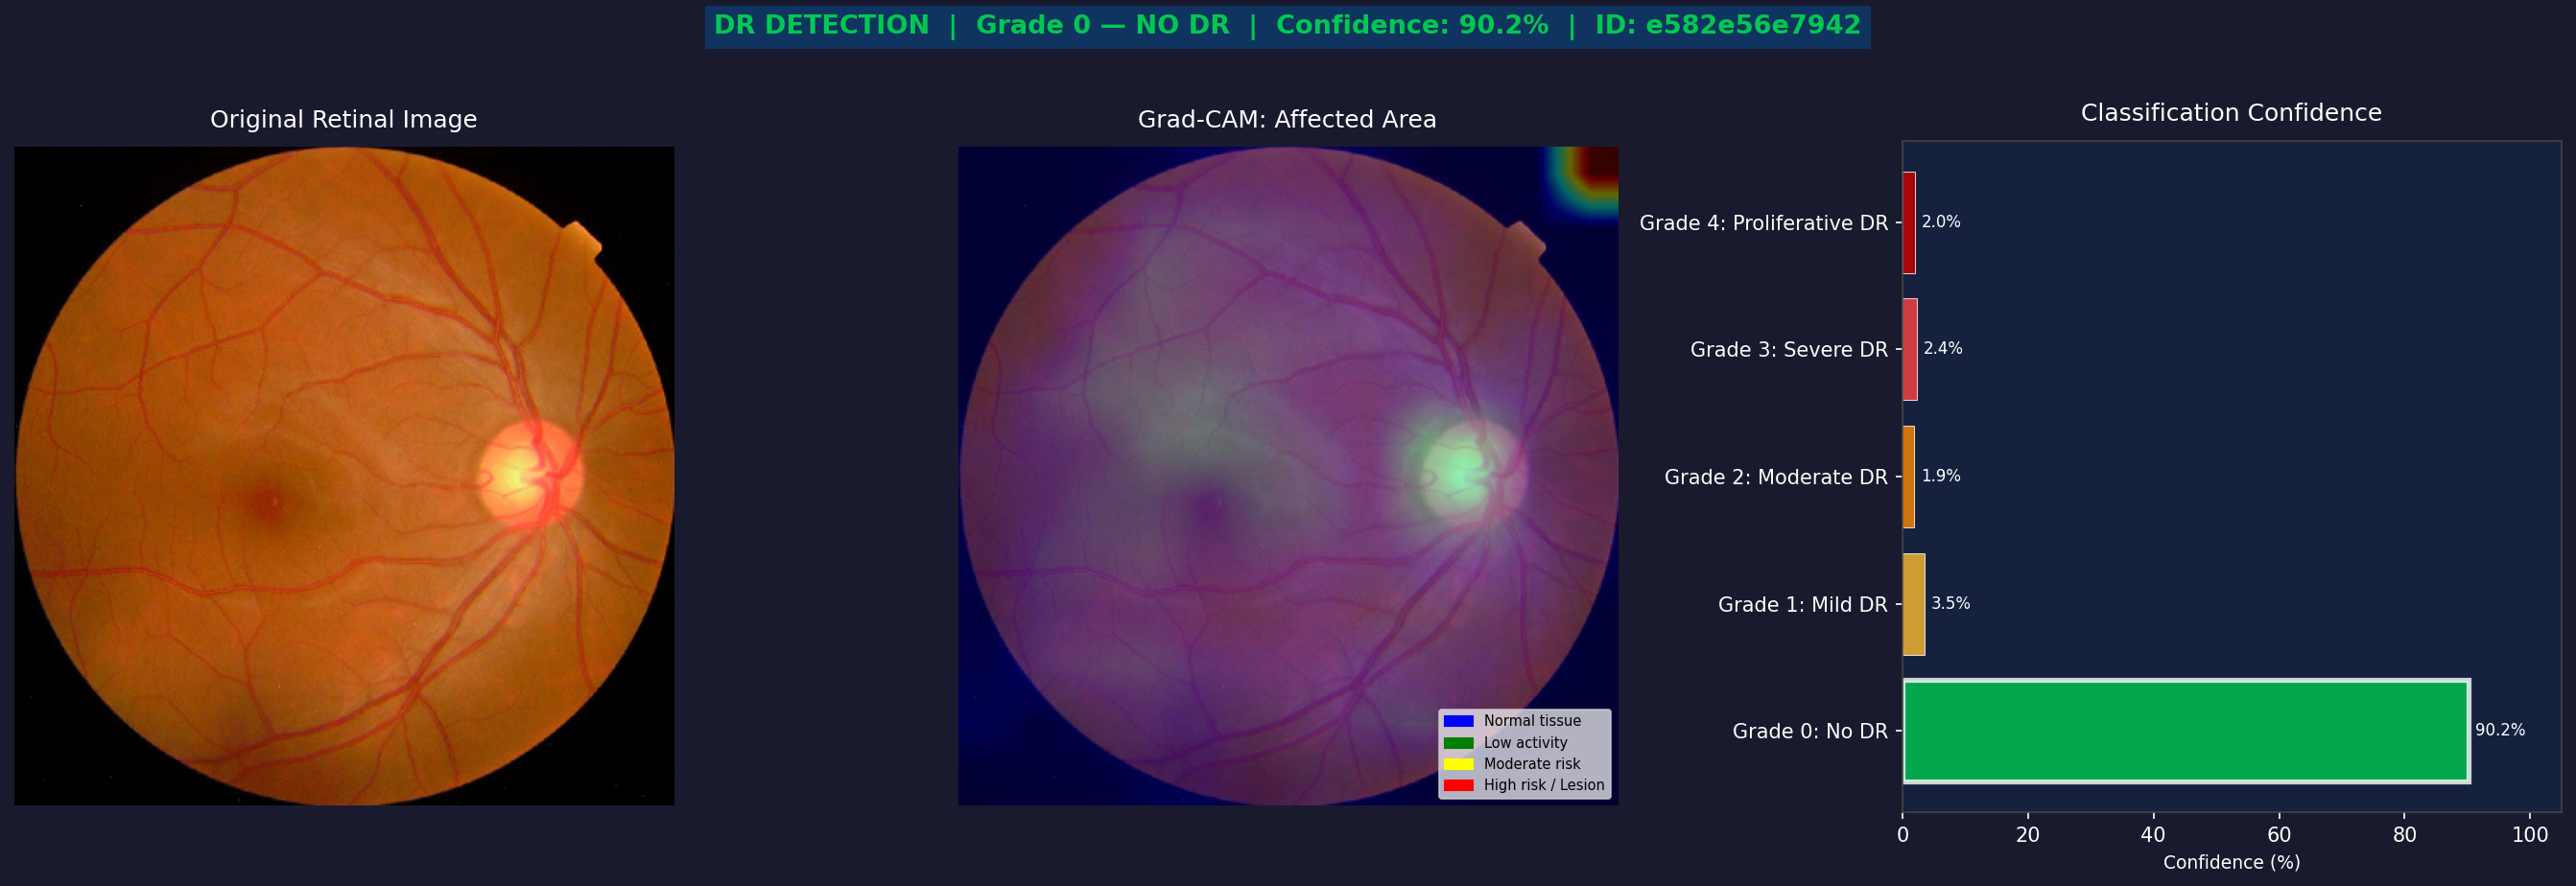 DR DETECTION | Grade 0 — NO DR | Confidence: 90.2% | ID: e582e56e7942
Original Retinal Image
Grad-CAM: Affected Area
Normal tissue
Low activity
Moderate risk
High risk / Lesion
Classification Confidence
Grade 4: Proliferative DR
2.0%
Grade 3: Severe DR
2.4%
Grade 2: Moderate DR
1.9%
Grade 1: Mild DR
3.5%
Grade 0: No DR
90.2%
0 20 40 60 80 100
Confidence (%)